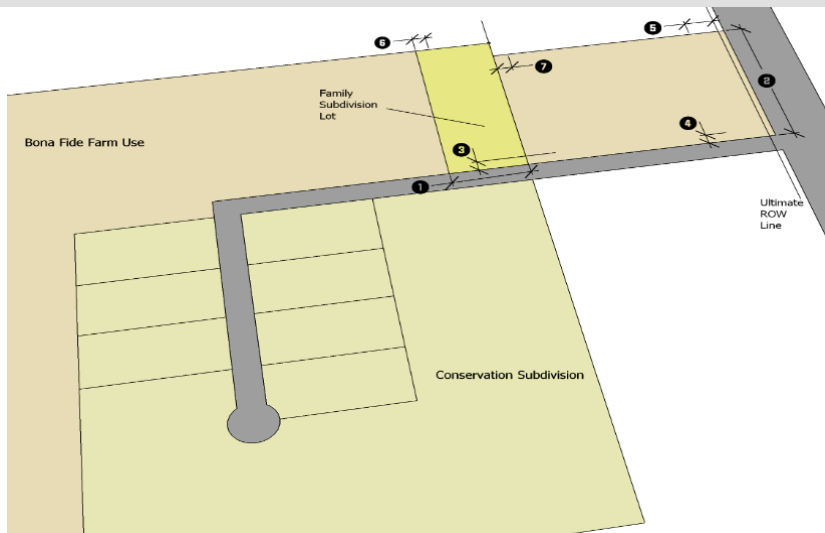 5
6
7
2
Family
Subdivision
Lot
4
Bona Fide Farm Use
3
1
Ultimate
ROW
Line
Conservation Subdivision